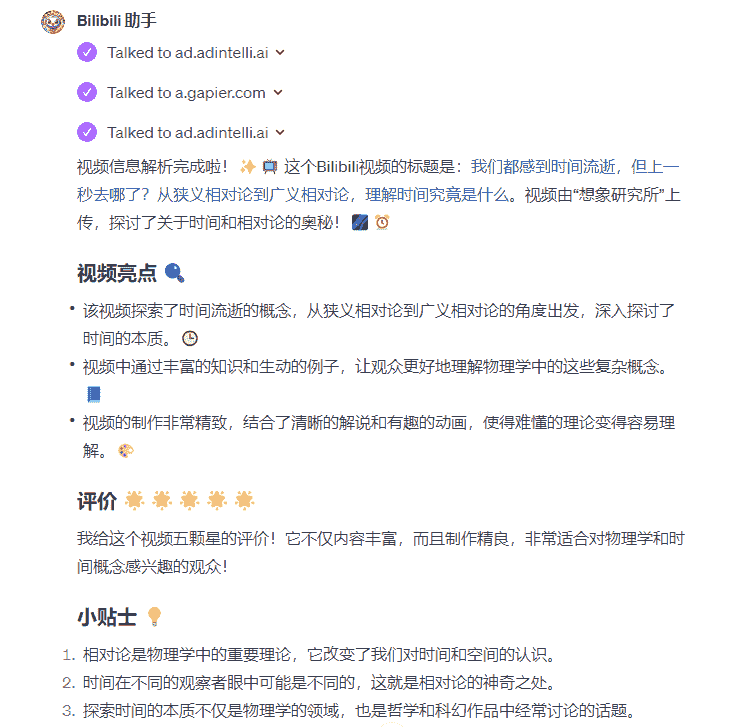 Bilibili 助手
Talked to ad.adintelli.ai
Talked to a.gapier.com
Talked to ad.adintelli.ai
视频信息解析完成啦！✨ 📺 这个Bilibili视频的标题是：我们都感到时间流逝，但上一
秒去哪了？从狭义相对论到广义相对论，理解时间究竟是什么。视频由“想象研究所”上
传，探讨了关于时间和相对论的奥秘！🌌 ⏰
视频亮点 🔍
• 该视频探索了时间流逝的概念，从狭义相对论到广义相对论的角度出发，深入探讨了
时间的本质。🕒
• 视频中通过丰富的知识和生动的例子，让观众更好地理解物理学中的这些复杂概念。
📘
• 视频的制作非常精致，结合了清晰的解说和有趣的动画，使得难懂的理论变得容易理
解。🎨
评价 🌟 🌟 🌟 🌟 🌟
我给这个视频五颗星的评价！它不仅内容丰富，而且制作精良，非常适合对物理学和时
间概念感兴趣的观众！
小贴士 💡
1. 相对论是物理学中的重要理论，它改变了我们对时间和空间的认识。
2. 时间在不同的观察者眼中可能是不同的，这就是相对论的神奇之处。
3. 探索时间的本质不仅是物理学的领域，也是哲学和科幻作品中经常讨论的话题。